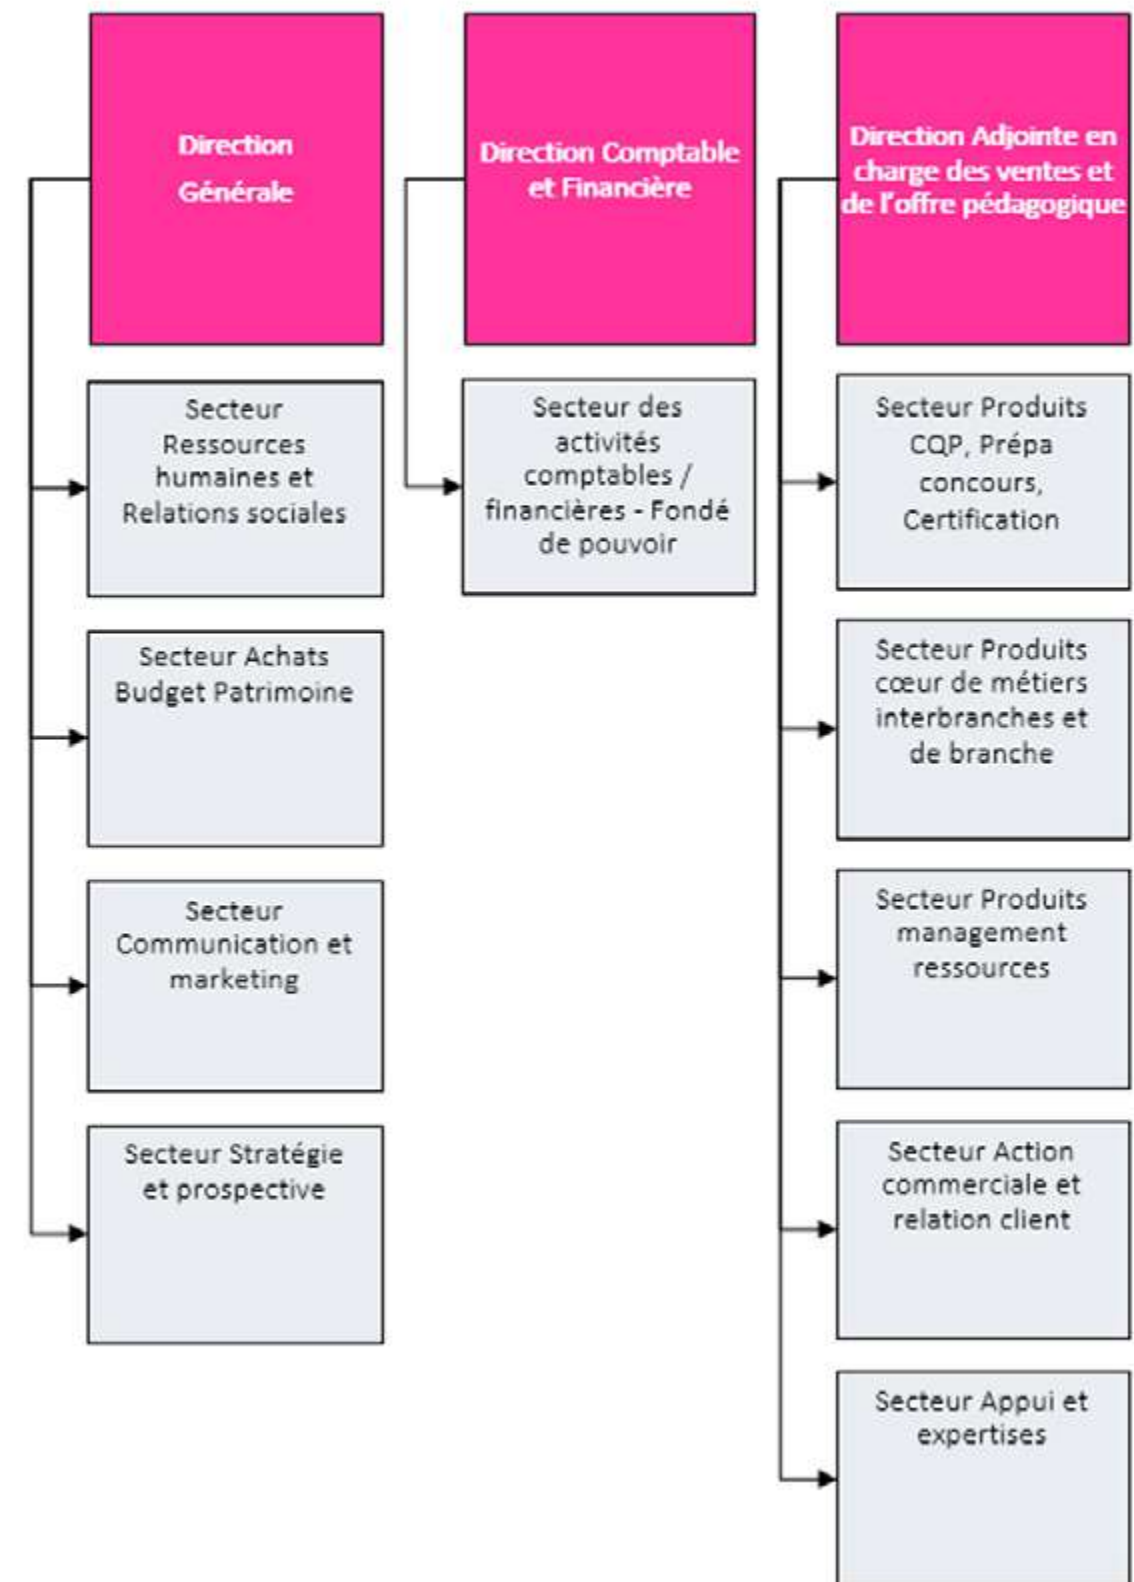 Direction
Générale
Secteur
Ressources
humaines et
Relations sociales
Secteur Achats
Budget Patrimoine
Secteur
Communication et
marketing
Secteur Stratégie
et prospective
Direction Comptable
et Financière
Secteur des
activités
comptables /
financières - Fondé
de pouvoir
Direction Adjointe en
charge des ventes et
de l'offre pédagogique
Secteur Produits
CQP, Prépa
concours,
Certification
Secteur Produits
cœur de métiers
interbranches et
de branche
Secteur Produits
management
ressources
Secteur Action
commerciale et
relation client
Secteur Appui et
expertises